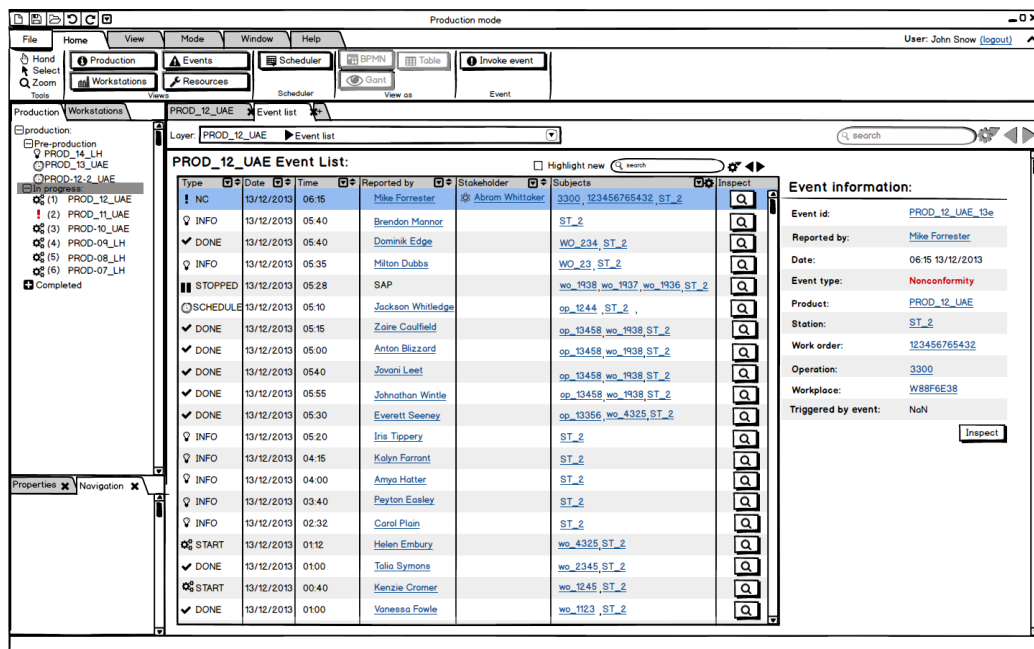 Production mode
File Home View Mode Window Help User: John Snow (logout)
Hand Production Events Scheduler BPMN Table Invoke event
Select
Zoom Workstations Resources Gant
Tools Views Scheduler View as Event
Production Workstations PROD_12_UAE Event list
production: Layer: PROD_12_UAE Event list search
Pre-production
PROD_14_LH
PROD_13_UAE
PROD-12-2_UAE
In progress:
(1) PROD_12_UAE
(2) PROD_11_UAE
(3) PROD-10_UAE
(4) PROD-09_LH
(5) PROD-08_LH
(6) PROD-07_LH
Completed
Properties Navigation
PROD_12_UAE Event List: Highlight new search
Type Date Time Reported by Stakeholder Subjects Inspect
NC 13/12/2013 06:15 Mike Forrester Abram Whittaker 3300, 123456765432, ST_2
INFO 13/12/2013 05:40 Brendon Mannor ST_2
DONE 13/12/2013 05:40 Dominik Edge WO_234, ST_2
INFO 13/12/2013 05:35 Milton Dubbs WO_23, ST_2
STOPPED 13/12/2013 05:28 SAP wo_1938, wo_1937, wo_1936, ST_2
SCHEDULE 13/12/2013 05:10 Jackson Whitledge op_1244 ,ST_2 ,
DONE 13/12/2013 05:15 Zaire Caulfield op_13458, wo_1938, ST_2
DONE 13/12/2013 05:00 Anton Blizzard op_13458, wo_1938, ST_2
DONE 13/12/2013 0540 Jovani Leet op_13458, wo_1938, ST_2
DONE 13/12/2013 05:55 Johnathan Wintle op_13458, wo_1938, ST_2
DONE 13/12/2013 05:30 Everett Seeney op_13356, wo_4325, ST_2
INFO 13/12/2013 05:20 Iris Tippery ST_2
INFO 13/12/2013 04:15 Kalyn Farrant ST_2
INFO 13/12/2013 04:00 Amya Hatter ST_2
INFO 13/12/2013 03:40 Peyton Easley ST_2
INFO 13/12/2013 02:32 Carol Plain ST_2
START 13/12/2013 01:12 Helen Embury wo_4325, ST_2
DONE 13/12/2013 01:00 Talia Symons wo_2345, ST_2
START 13/12/2013 00:40 Kenzie Cromer wo_1245 ,ST_2
DONE 13/12/2013 01:00 Vanessa Fowle wo_1123 ,ST_2
Event information:
Event id: PROD_12_UAE_13e
Reported by: Mike Forrester
Date: 06:15 13/12/2013
Event type: Nonconformity
Product: PROD_12_UAE
Station: ST_2
Work order: 123456765432
Operation: 3300
Workplace: W88F6E38
Triggered by event: NaN
Inspect